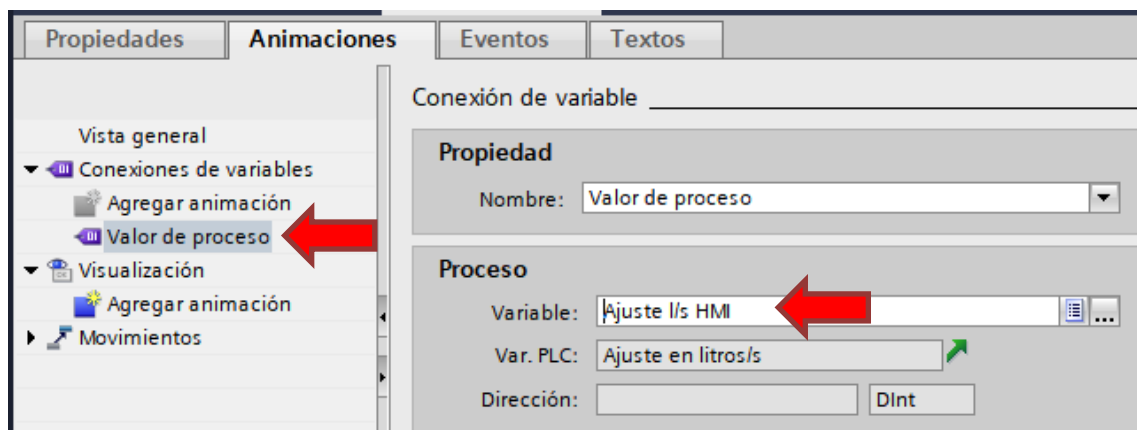 Propiedades Animaciones Eventos Textos
Conexión de variable
Vista general
Conexiones de variables
Agregar animación
Valor de proceso
Visualización
Agregar animación
Movimientos
Propiedad
Nombre: Valor de proceso
Proceso
Variable: Ajuste l/s HMI
...
Var. PLC: Ajuste en litros/s
Dirección: DInt